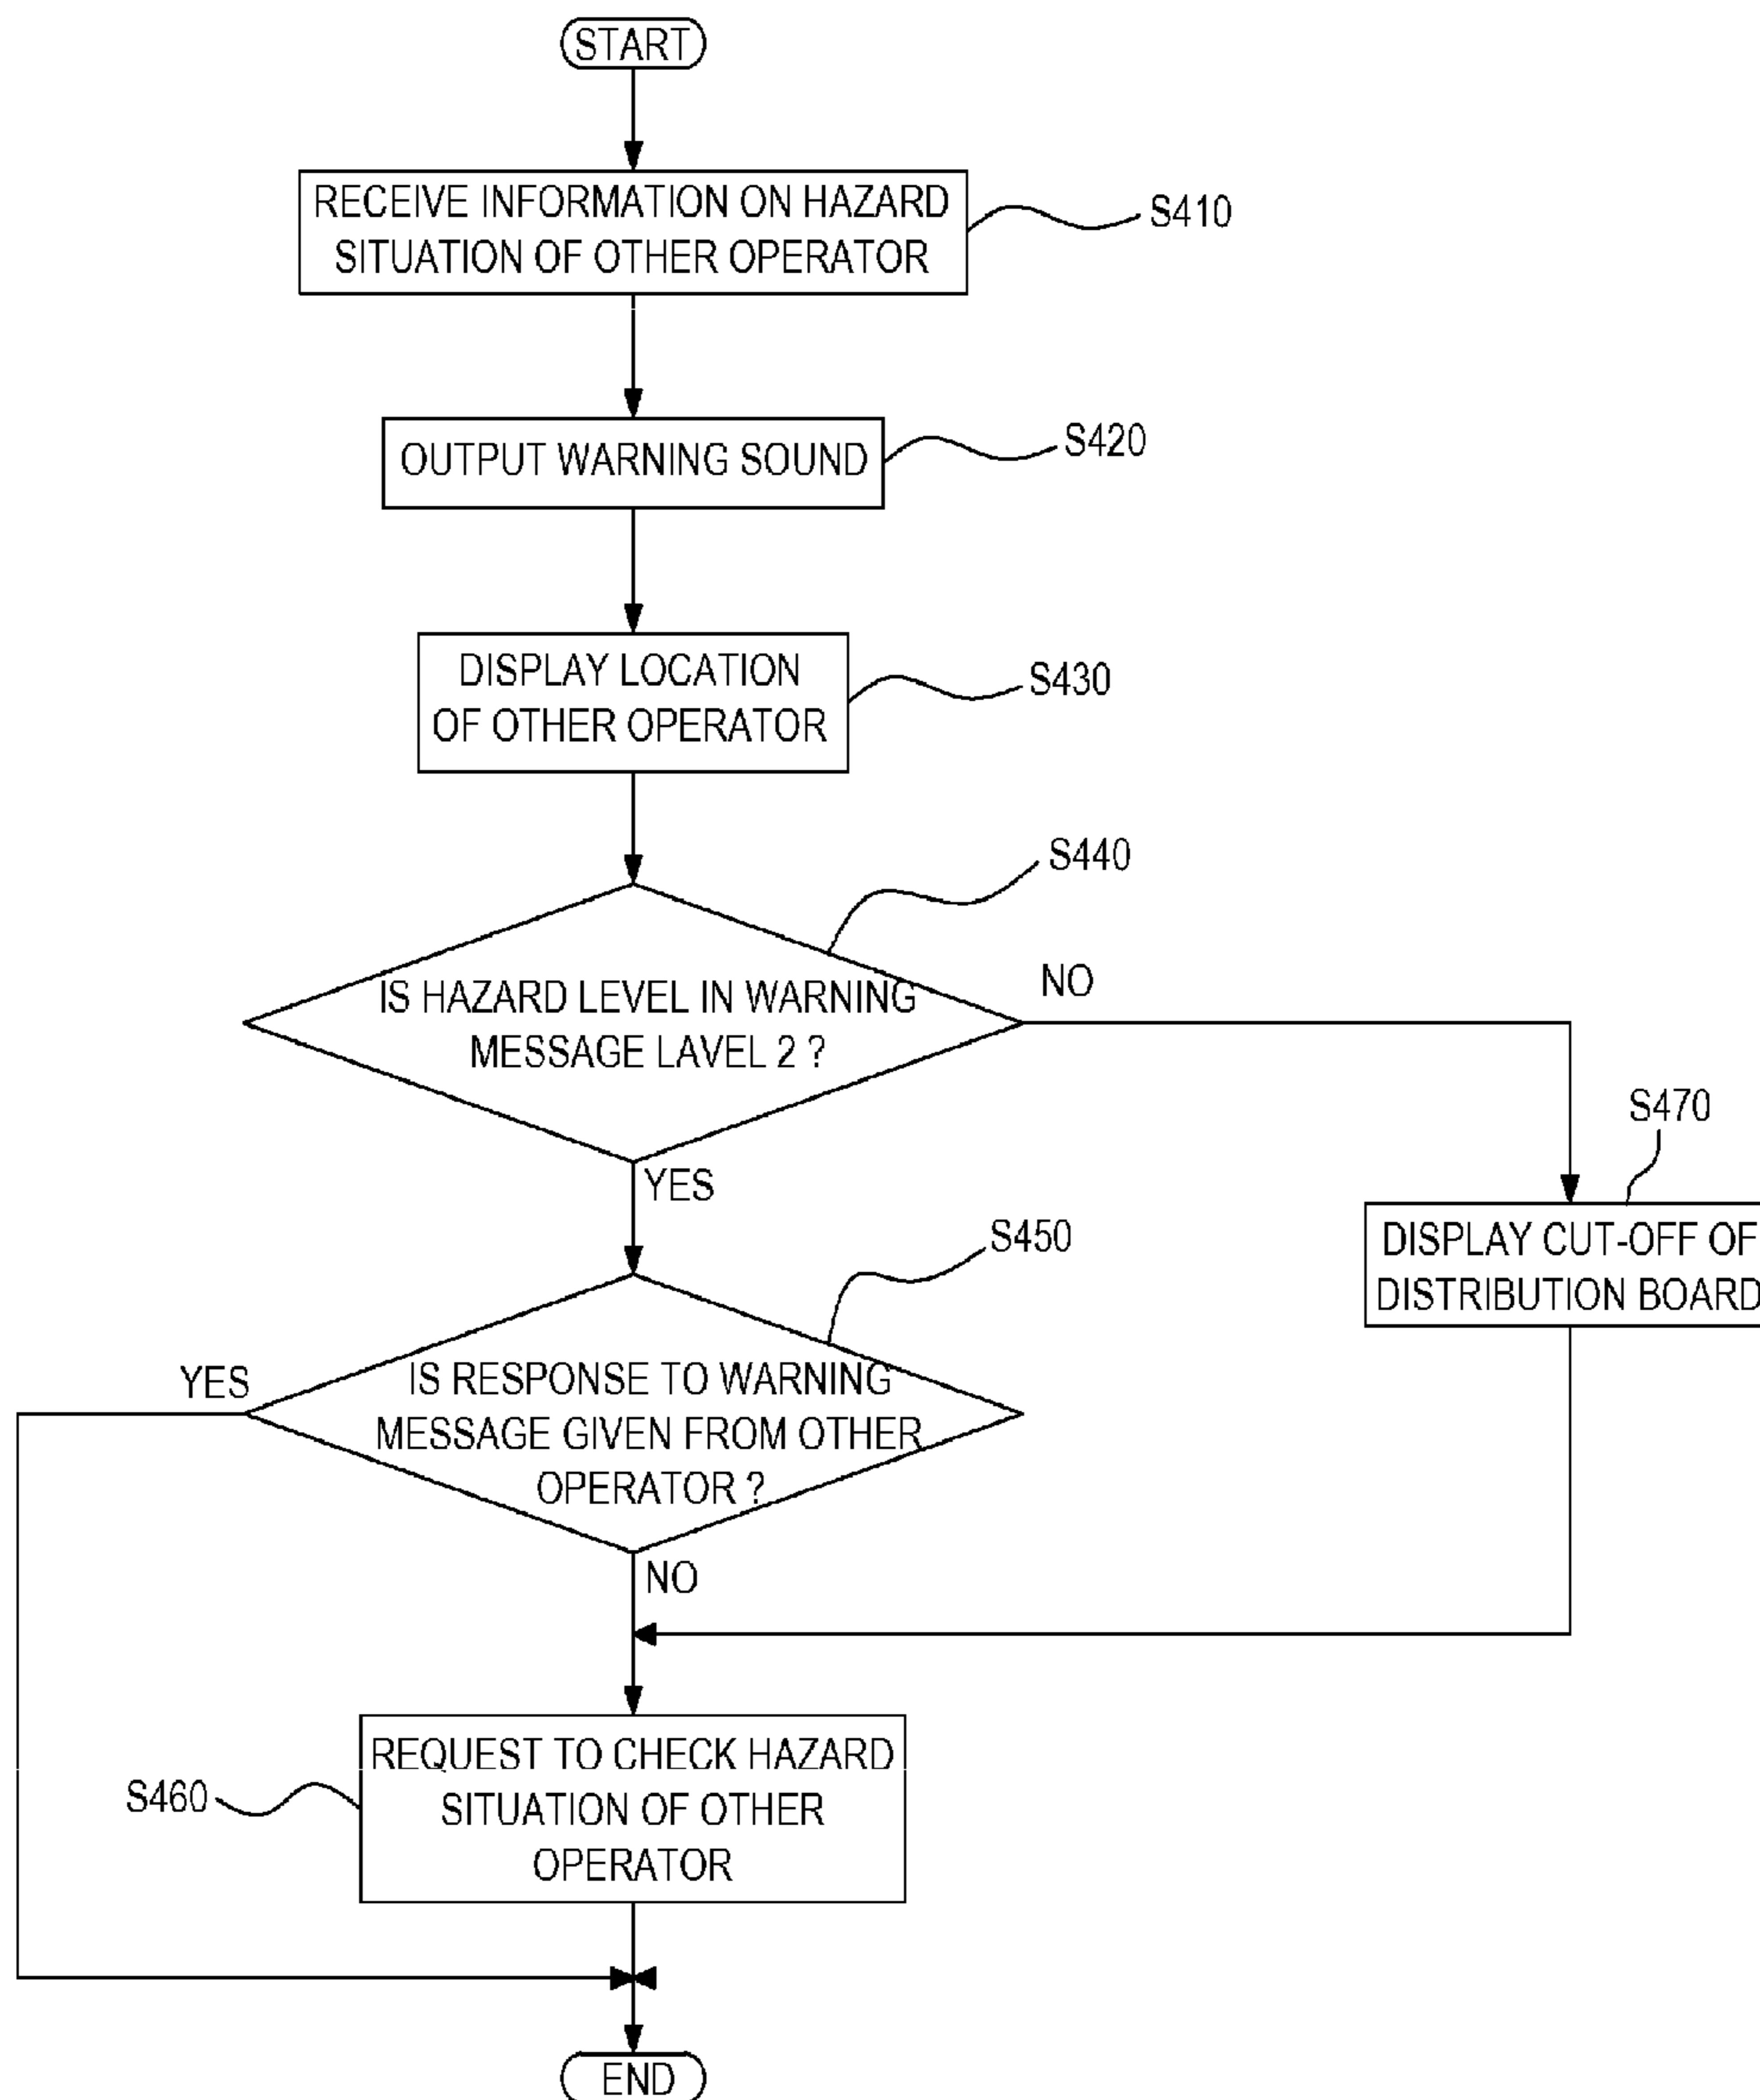 START
RECEIVE INFORMATION ON HAZARD
SITUATION OF OTHER OPERATOR
S410
OUTPUT WARNING SOUND
S420
DISPLAY LOCATION
OF OTHER OPERATOR
S430
S440
IS HAZARD LEVEL IN WARNING
MESSAGE LAVEL 2 ?
NO
YES
S470
DISPLAY CUT-OFF OF
DISTRIBUTION BOARD
S450
IS RESPONSE TO WARNING
MESSAGE GIVEN FROM OTHER
OPERATOR ?
YES
NO
REQUEST TO CHECK HAZARD
SITUATION OF OTHER
OPERATOR
S460
END